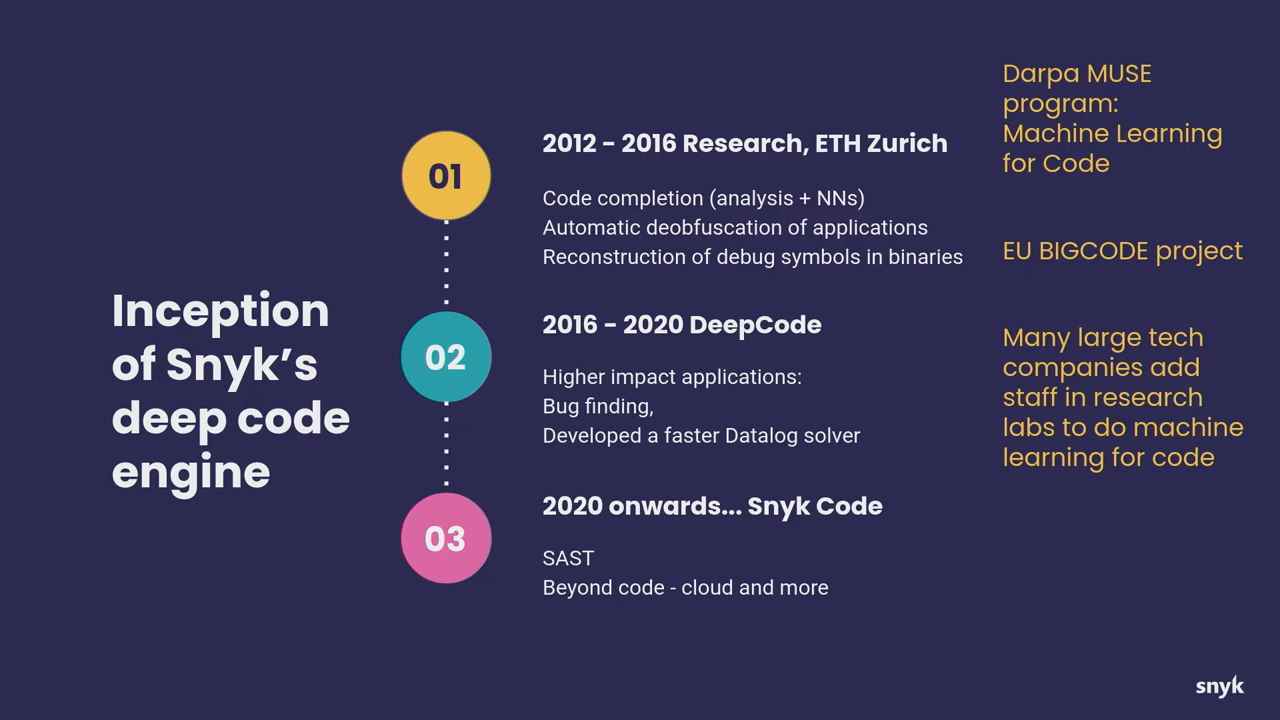 Inception
of Snyk’s
deep code
engine
01
2012 - 2016 Research, ETH Zurich
Code completion (analysis + NNs)
Automatic deobfuscation of applications
Reconstruction of debug symbols in binaries
02
2016 - 2020 DeepCode
Higher impact applications:
Bug finding,
Developed a faster Datalog solver
03
2020 onwards... Snyk Code
SAST
Beyond code - cloud and more
Darpa MUSE
program:
Machine Learning
for Code
EU BIGCODE project
Many large tech
companies add
staff in research
labs to do machine
learning for code
snyk